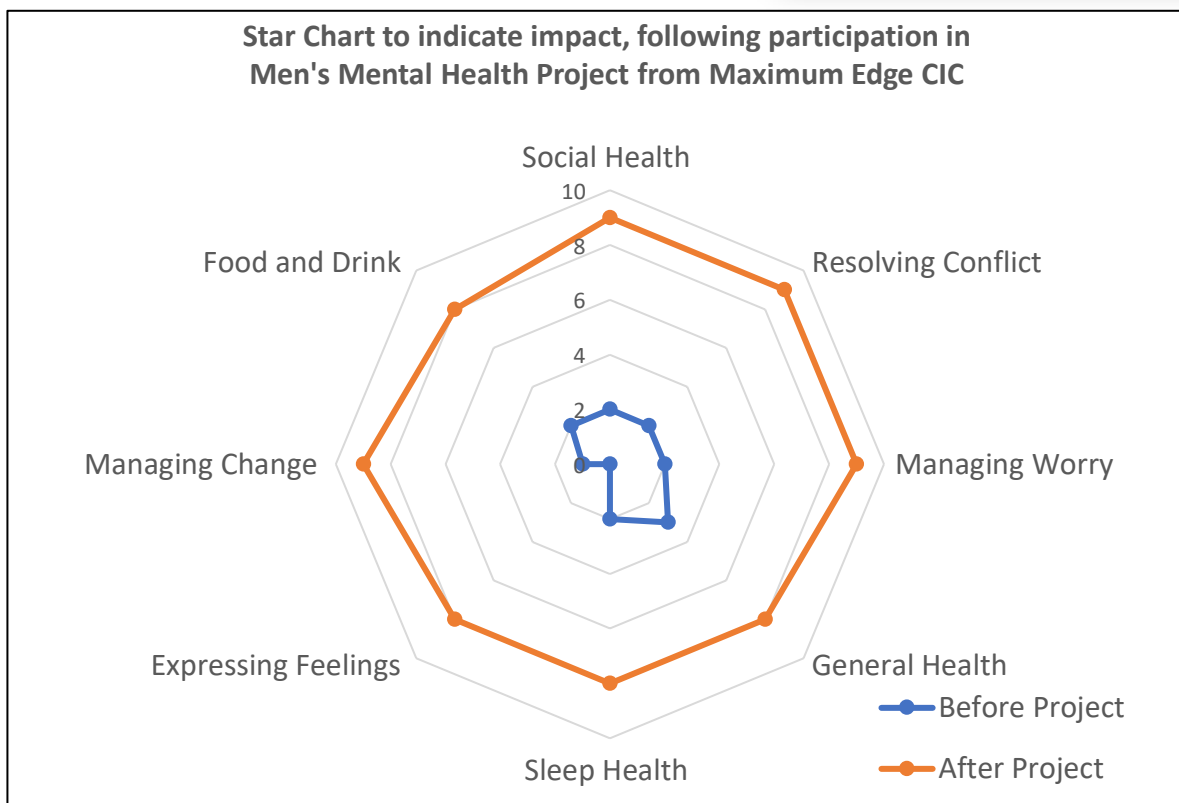 Star Chart to indicate impact, following participation in
Men's Mental Health Project from Maximum Edge CIC
Social Health
10
Food and Drink
Resolving Conflict
8
6
4
2
Managing Change
0
Managing Worry
Expressing Feelings
General Health
Before Project
Sleep Health
After Project